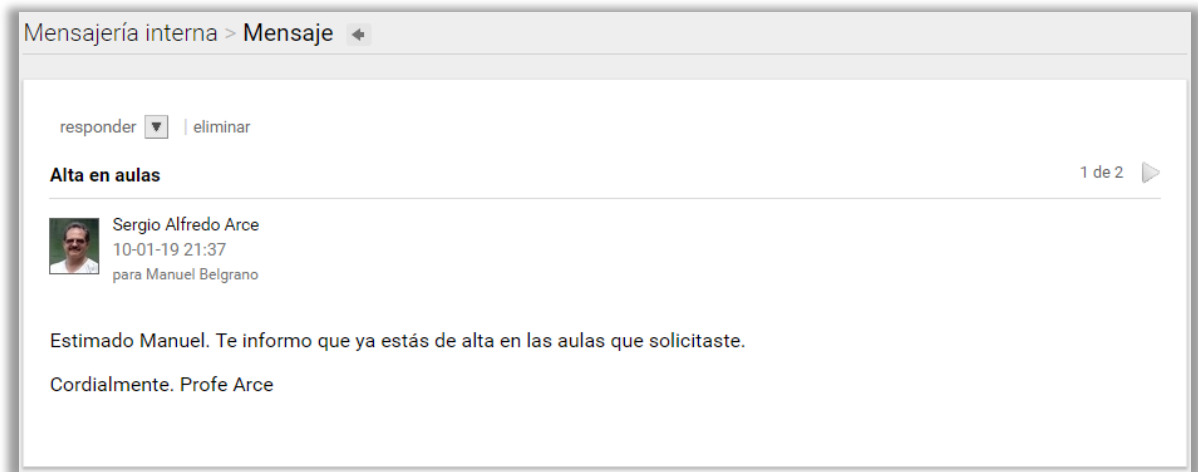 Mensajería interna > Mensaje
responder | eliminar
Alta en aulas
1 de 2
Sergio Alfredo Arce
10-01-19 21:37
para Manuel Belgrano
Estimado Manuel. Te informo que ya estás de alta en las aulas que solicitaste.
Cordialmente. Profe Arce